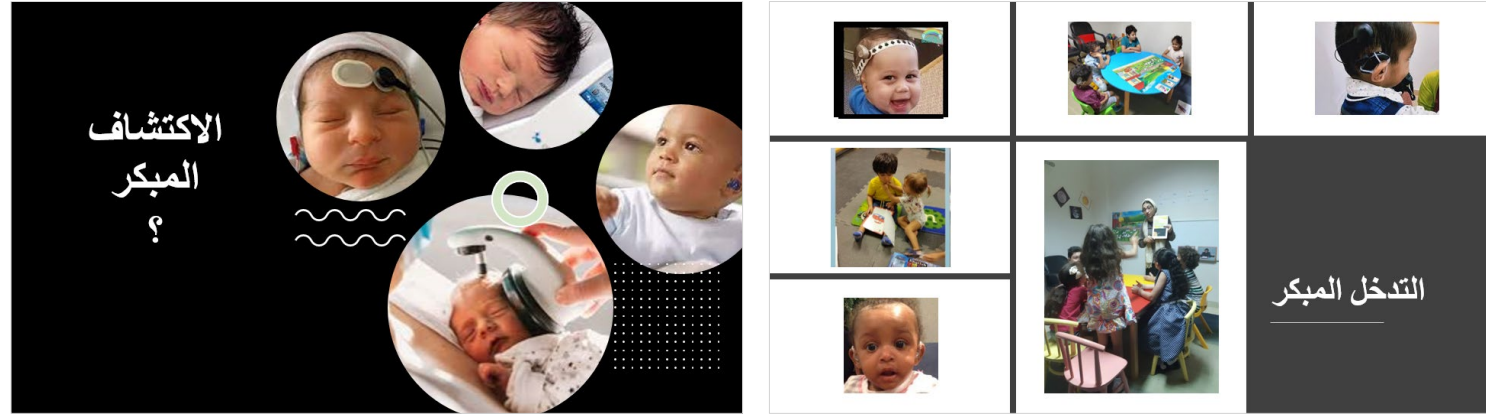 الاكتشاف
المبكر
؟
التدخل المبكر